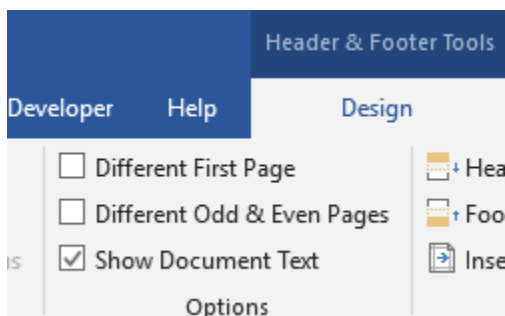 Header & Footer Tools
Developer Help Design
Different First Page
Different Odd & Even Pages
Show Document Text
Options